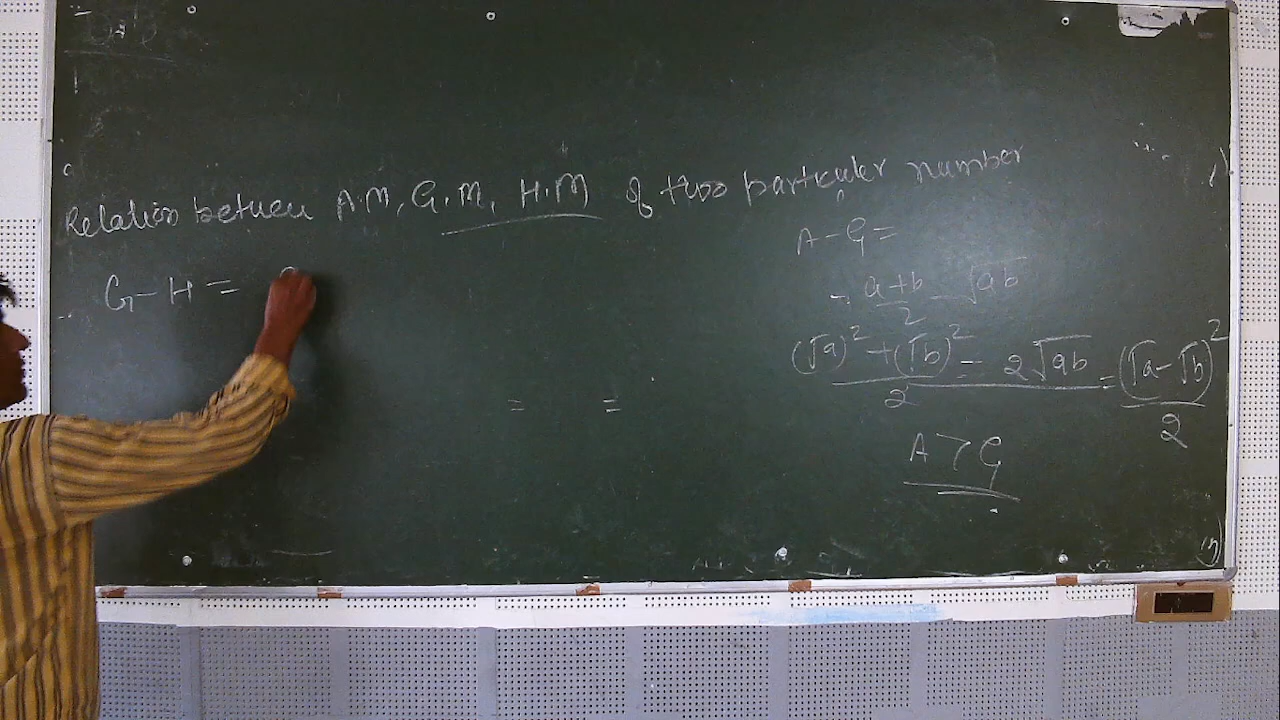 Relation between A.M, G.M, H.M of two particular number
G - H =
A - G =
= a+b/2 - √ab
(√a)² + (√b)² - 2√ab / 2 = (√a - √b)² / 2
= =
A > G